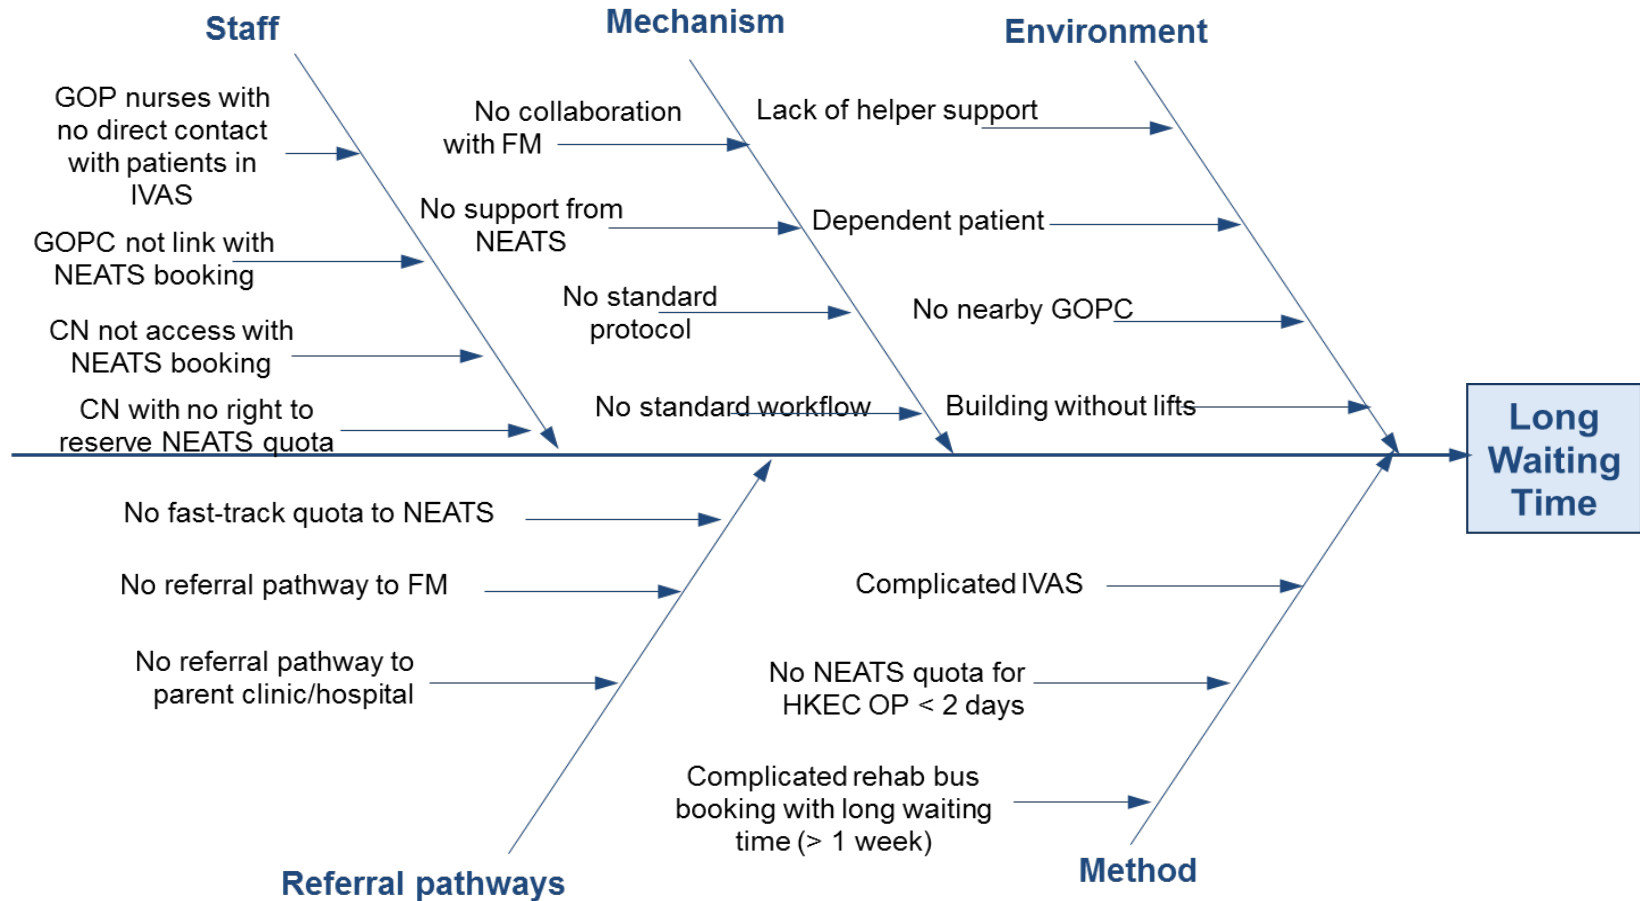 Staff
GOP nurses with
no direct contact
with patients in
IVAS
GOPC not link with
NEATS booking
CN not access with
NEATS booking
CN with no right to
reserve NEATS quota
Mechanism
No collaboration
with FM
No support from
NEATS
No standard
protocol
No standard workflow
Environment
Lack of helper support
Dependent patient
No nearby GOPC
Building without lifts
Long
Waiting
Time
No fast-track quota to NEATS
No referral pathway to FM
No referral pathway to
parent clinic/hospital
Referral pathways
Complicated IVAS
No NEATS quota for
HKEC OP < 2 days
Complicated rehab bus
booking with long waiting
time (> 1 week)
Method